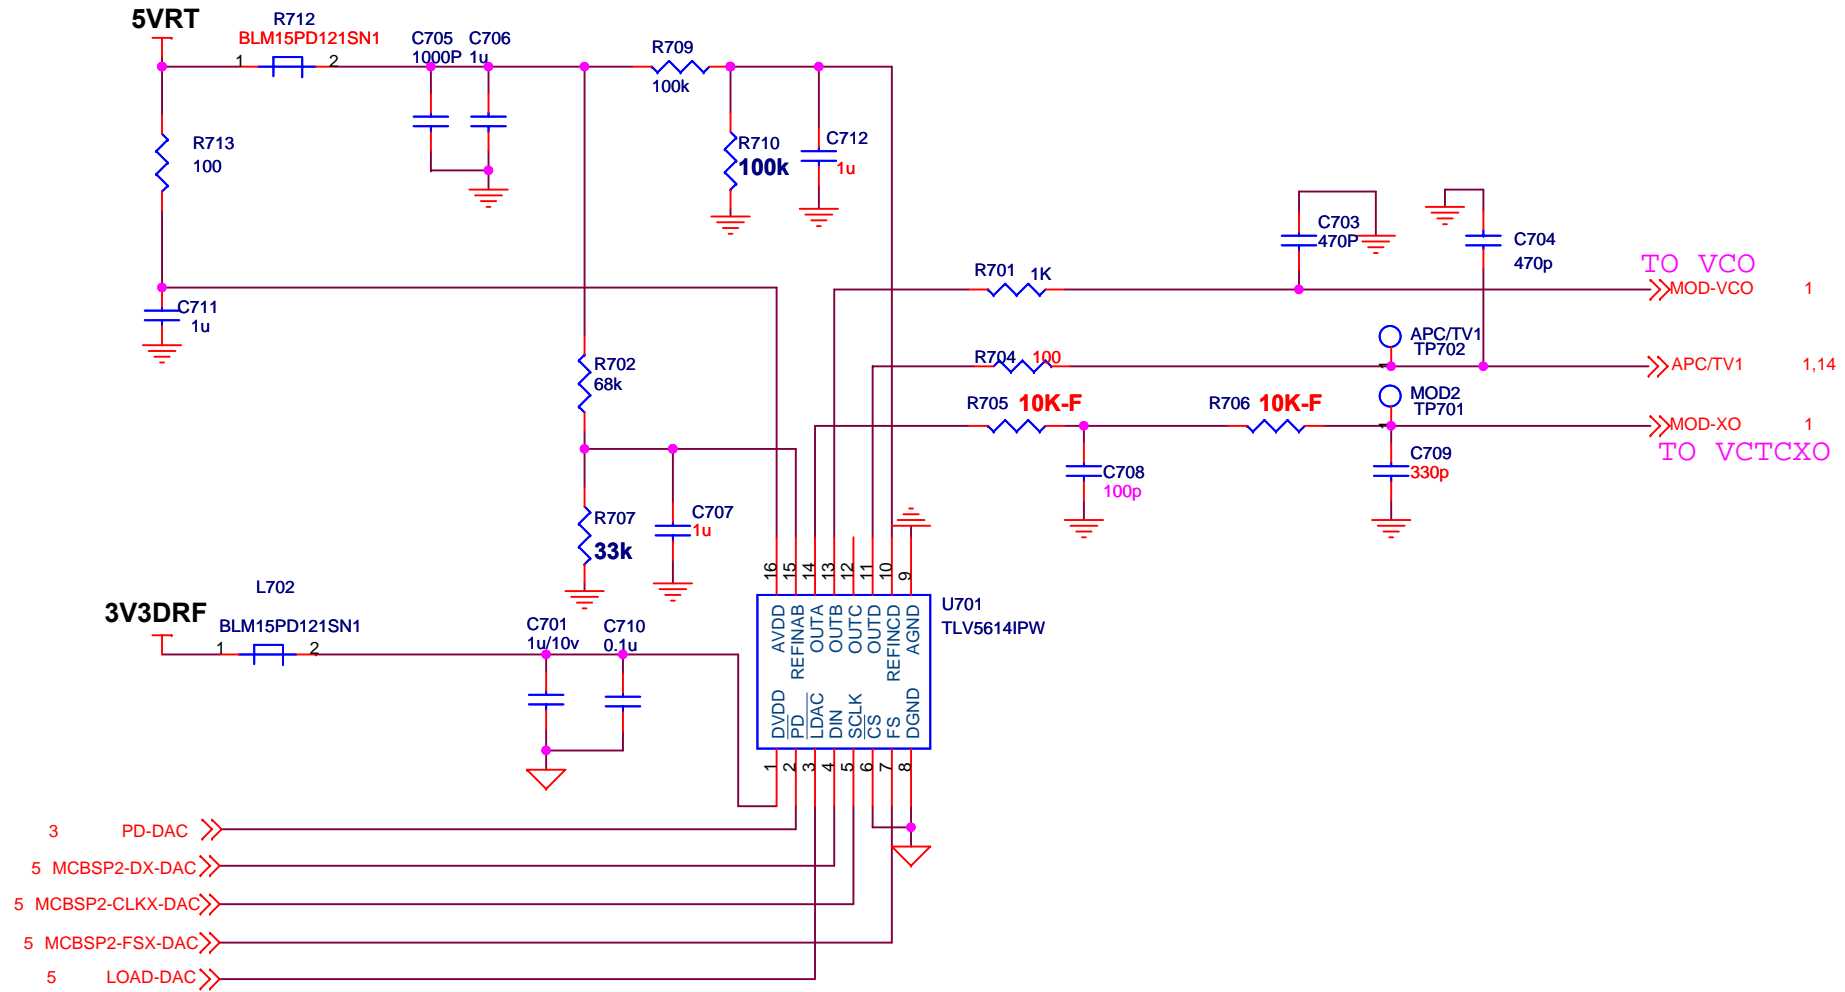 5VRT
R712
BLM15PD121SN1
1
2
C705
1000P
C706
1u
R709
100k
R713
100
R710
100k
C712
1u
C711
1u
R702
68k
R707
33k
C707
1u
R701
1K
C703
470P
C704
470p
TO VCO
MOD-VCO
1
R704
100
APC/TV1
TP702
1
APC/TV1
1,14
R705
10K-F
R706
10K-F
MOD2
TP701
1
MOD-XO
1
TO VCTCXO
C708
100p
C709
330p
3V3DRF
L702
BLM15PD121SN1
1
2
C701
1u/10v
C710
0.1u
16
15
14
13
12
11
10
9
AVDD
REFINAB
OUTA
OUTB
OUTC
OUTD
REFINCD
AGND
U701
TLV5614IPW
DVDD
PD
LDAC
DIN
SCLK
CS
FS
DGND
1
2
3
4
5
6
7
8
3 PD-DAC
5 MCBSP2-DX-DAC
5 MCBSP2-CLKX-DAC
5 MCBSP2-FSX-DAC
5 LOAD-DAC